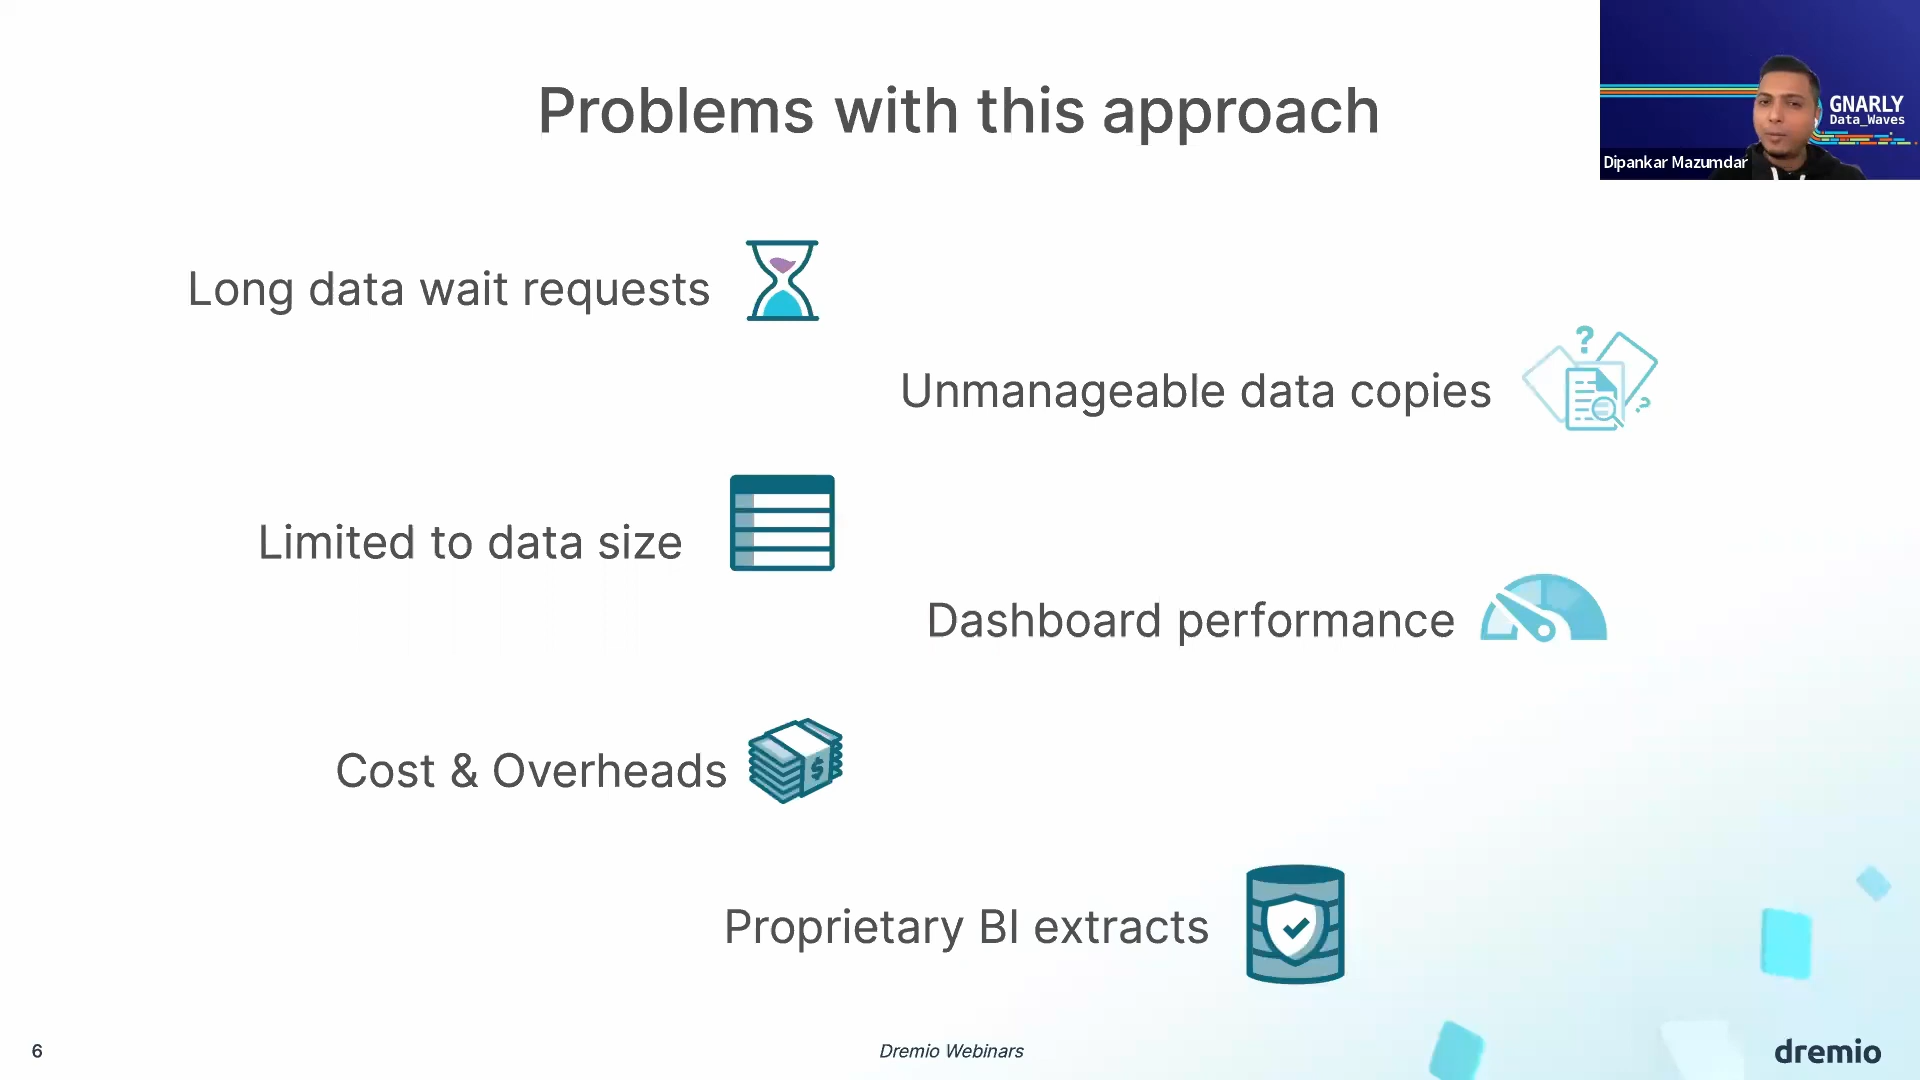 Problems with this approach
GNARLY
Data_Waves
Dipankar Mazumdar
Long data wait requests
?
Unmanageable data copies
?
Limited to data size
Dashboard performance
Cost & Overheads
$
Proprietary BI extracts
6
Dremio Webinars
dremio